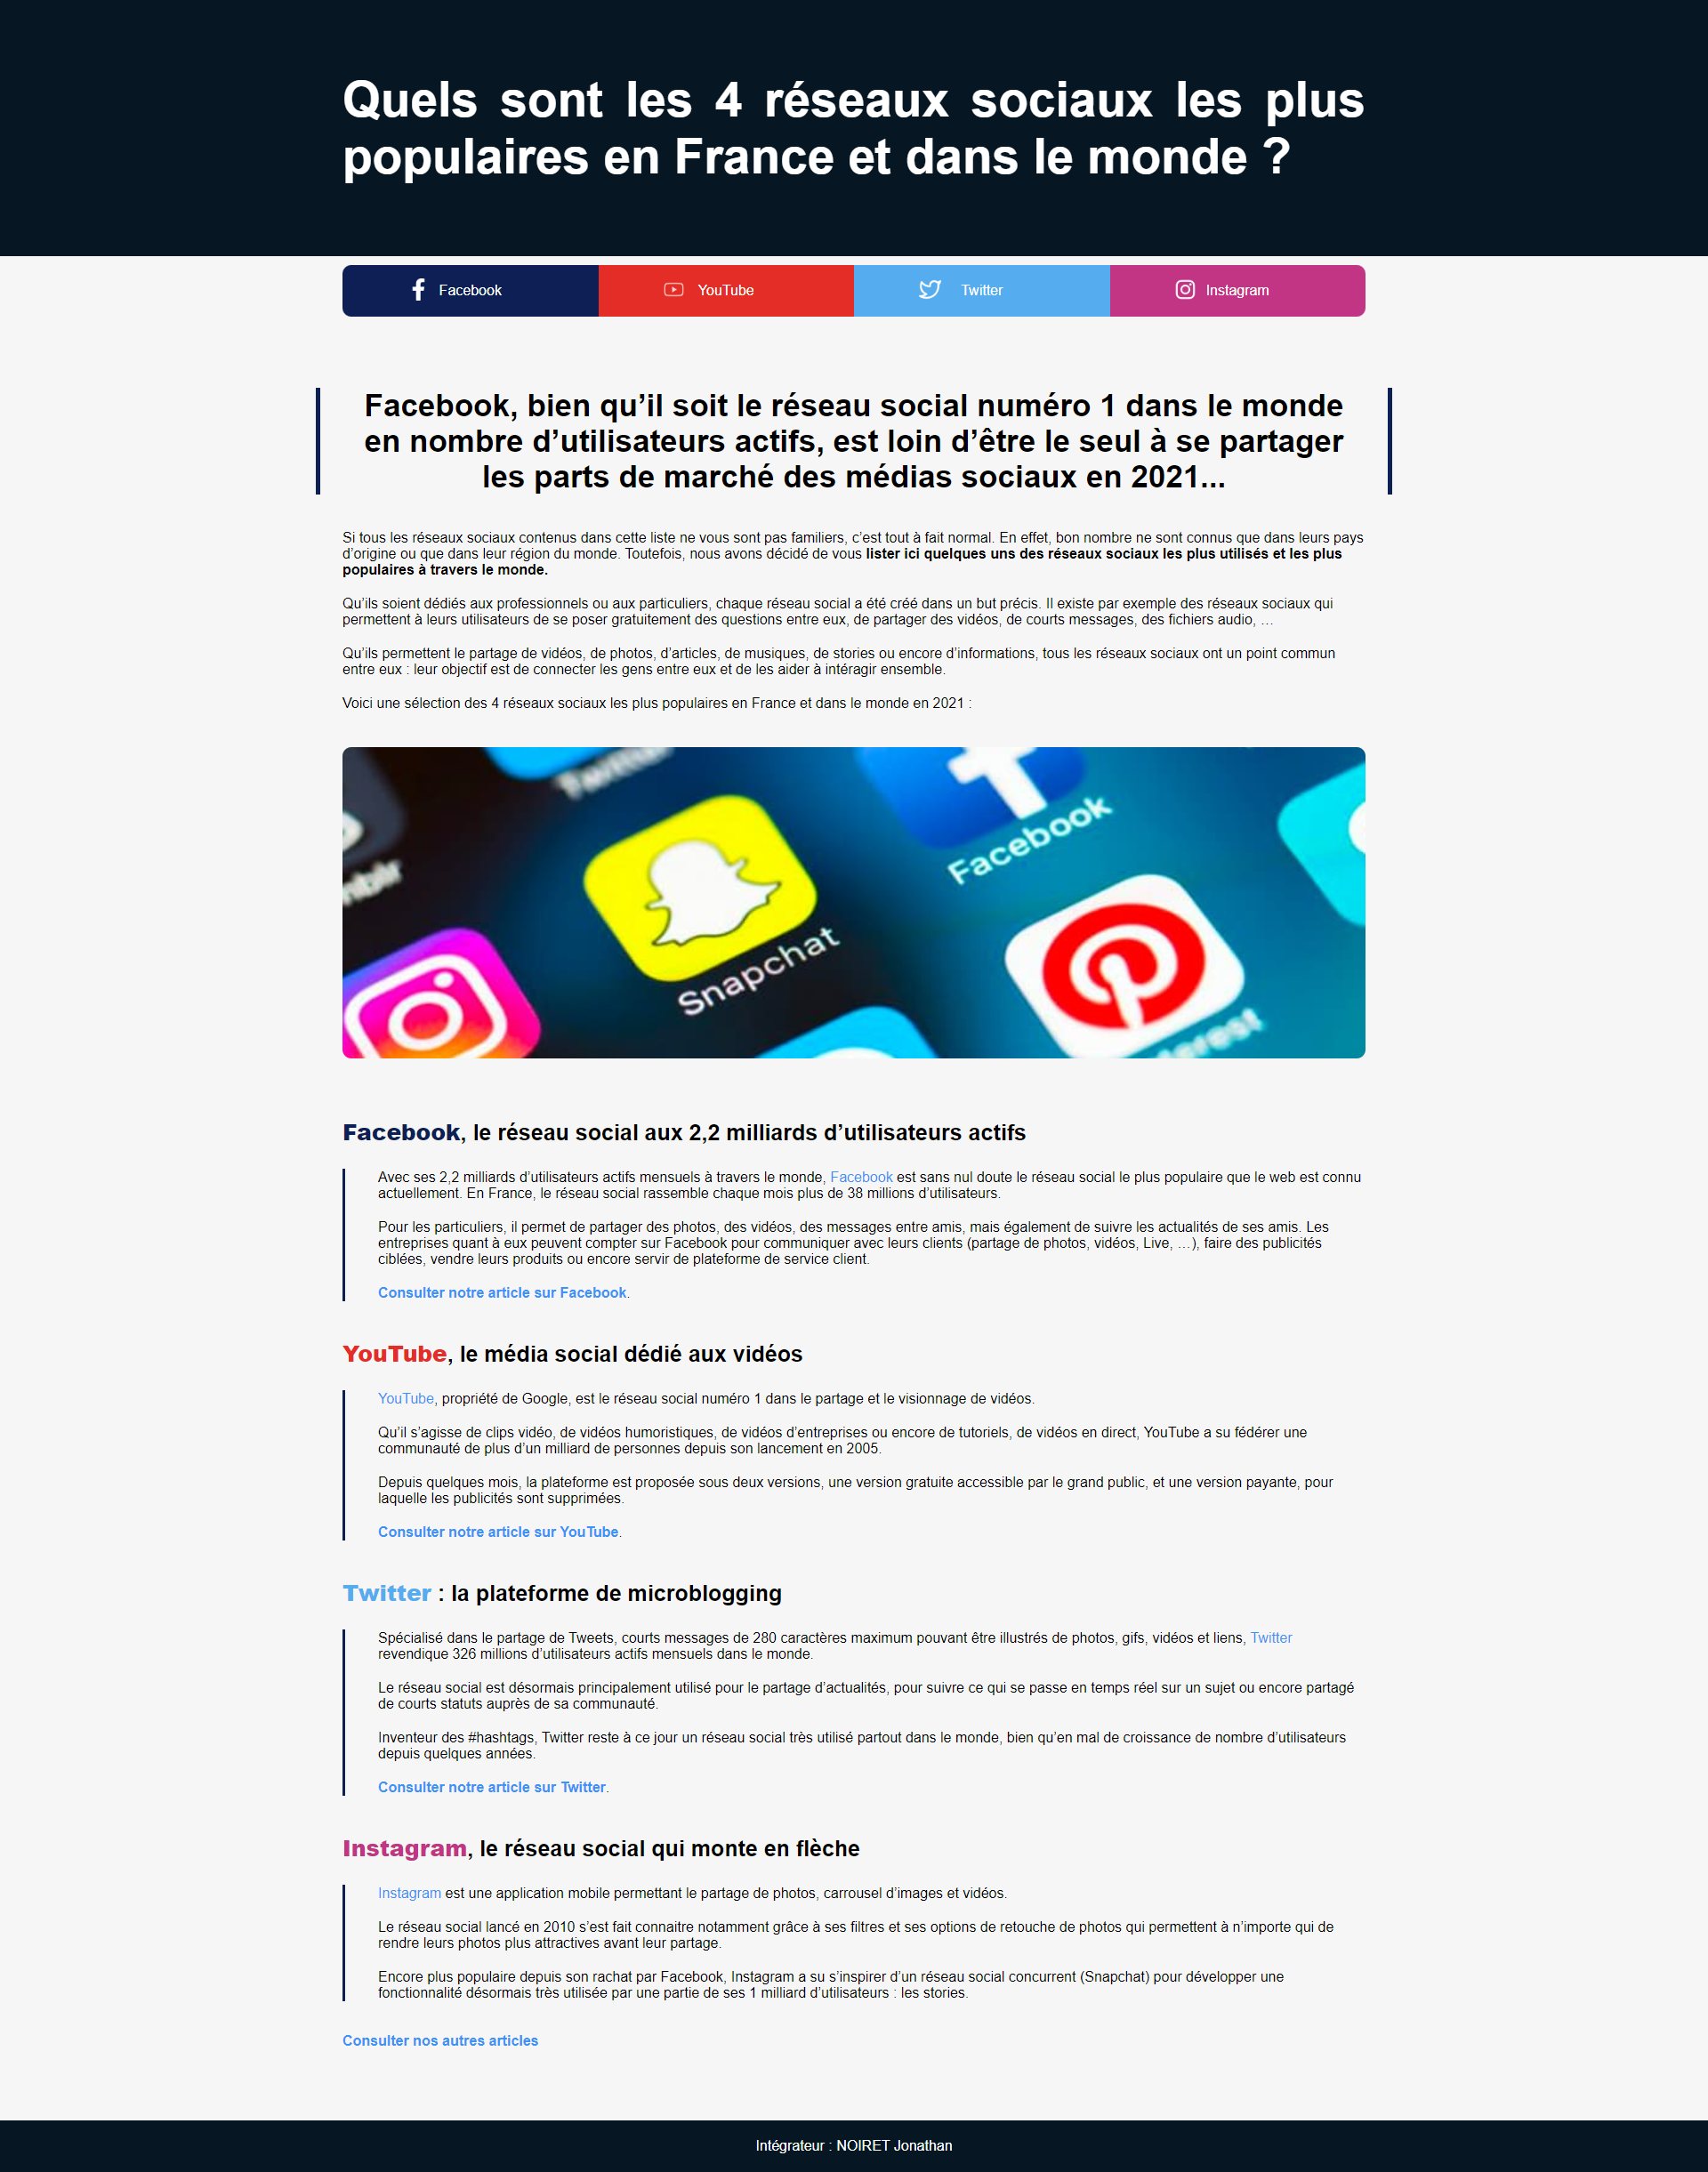 Quels sont les 4 réseaux sociaux les plus
populaires en France et dans le monde ?
Facebook
YouTube
Twitter
Instagram
Facebook, bien qu’il soit le réseau social numéro 1 dans le monde
en nombre d’utilisateurs actifs, est loin d’être le seul à se partager
les parts de marché des médias sociaux en 2021...
Si tous les réseaux sociaux contenus dans cette liste ne vous sont pas familiers, c’est tout à fait normal. En effet, bon nombre ne sont connus que dans leurs pays
d’origine ou que dans leur région du monde. Toutefois, nous avons décidé de vous lister ici quelques uns des réseaux sociaux les plus utilisés et les plus
populaires à travers le monde.
Qu’ils soient dédiés aux professionnels ou aux particuliers, chaque réseau social a été créé dans un but précis. Il existe par exemple des réseaux sociaux qui
permettent à leurs utilisateurs de se poser gratuitement des questions entre eux, de partager des vidéos, de courts messages, des fichiers audio, …
Qu’ils permettent le partage de vidéos, de photos, d’articles, de musiques, de stories ou encore d’informations, tous les réseaux sociaux ont un point commun
entre eux : leur objectif est de connecter les gens entre eux et de les aider à intéragir ensemble.
Voici une sélection des 4 réseaux sociaux les plus populaires en France et dans le monde en 2021 :
Twitter
Facebook
Snapchat
Facebook, le réseau social aux 2,2 milliards d’utilisateurs actifs
Avec ses 2,2 milliards d’utilisateurs actifs mensuels à travers le monde, Facebook est sans nul doute le réseau social le plus populaire que le web est connu
actuellement. En France, le réseau social rassemble chaque mois plus de 38 millions d’utilisateurs.
Pour les particuliers, il permet de partager des photos, des vidéos, des messages entre amis, mais également de suivre les actualités de ses amis. Les
entreprises quant à eux peuvent compter sur Facebook pour communiquer avec leurs clients (partage de photos, vidéos, Live, …), faire des publicités
ciblées, vendre leurs produits ou encore servir de plateforme de service client.
Consulter notre article sur Facebook.
YouTube, le média social dédié aux vidéos
YouTube, propriété de Google, est le réseau social numéro 1 dans le partage et le visionnage de vidéos.
Qu’il s’agisse de clips vidéo, de vidéos humoristiques, de vidéos d’entreprises ou encore de tutoriels, de vidéos en direct, YouTube a su fédérer une
communauté de plus d’un milliard de personnes depuis son lancement en 2005.
Depuis quelques mois, la plateforme est proposée sous deux versions, une version gratuite accessible par le grand public, et une version payante, pour
laquelle les publicités sont supprimées.
Consulter notre article sur YouTube.
Twitter : la plateforme de microblogging
Spécialisé dans le partage de Tweets, courts messages de 280 caractères maximum pouvant être illustrés de photos, gifs, vidéos et liens, Twitter
revendique 326 millions d’utilisateurs actifs mensuels dans le monde.
Le réseau social est désormais principalement utilisé pour le partage d’actualités, pour suivre ce qui se passe en temps réel sur un sujet ou encore partagé
de courts statuts auprès de sa communauté.
Inventeur des #hashtags, Twitter reste à ce jour un réseau social très utilisé partout dans le monde, bien qu’en mal de croissance de nombre d’utilisateurs
depuis quelques années.
Consulter notre article sur Twitter.
Instagram, le réseau social qui monte en flèche
Instagram est une application mobile permettant le partage de photos, carrousel d’images et vidéos.
Le réseau social lancé en 2010 s’est fait connaitre notamment grâce à ses filtres et ses options de retouche de photos qui permettent à n’importe qui de
rendre leurs photos plus attractives avant leur partage.
Encore plus populaire depuis son rachat par Facebook, Instagram a su s’inspirer d’un réseau social concurrent (Snapchat) pour développer une
fonctionnalité désormais très utilisée par une partie de ses 1 milliard d’utilisateurs : les stories.
Consulter nos autres articles
Intégrateur : NOIRET Jonathan